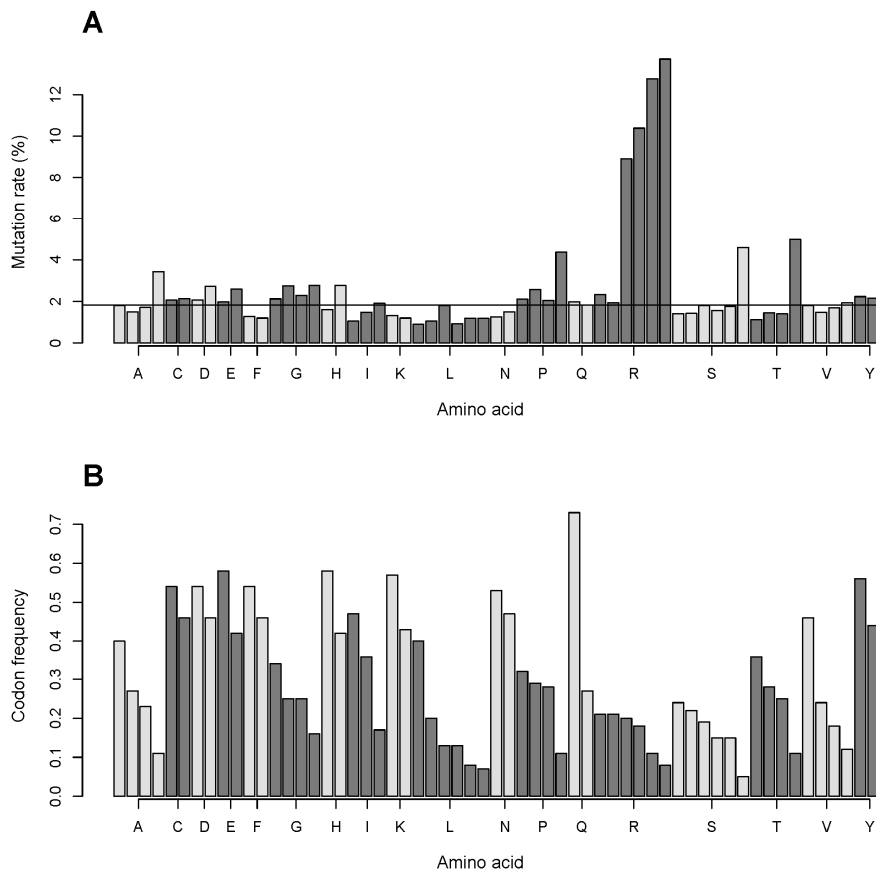 A
Mutation rate (%)
12
10
8
6
4
2
0
A C D E F G H I K L N P Q R S T V Y
Amino acid
B
Codon frequency
0.7
0.6
0.5
0.4
0.3
0.2
0.1
0.0
A C D E F G H I K L N P Q R S T V Y
Amino acid